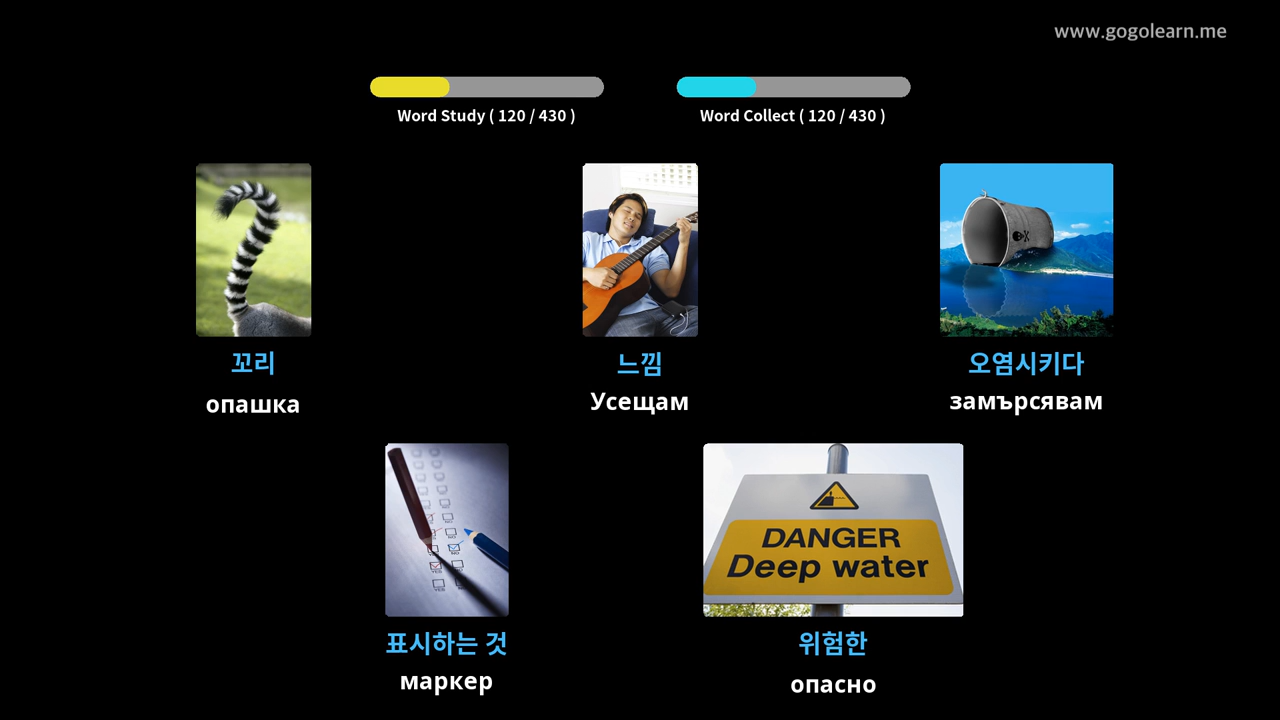 www.gogolearn.me
Word Study ( 120 / 430 )
Word Collect ( 120 / 430 )
꼬리
느낌
오염시키다
опашка
Усещам
замърсявам
DANGER
Deep water
표시하는 것
위험한
маркер
опасно